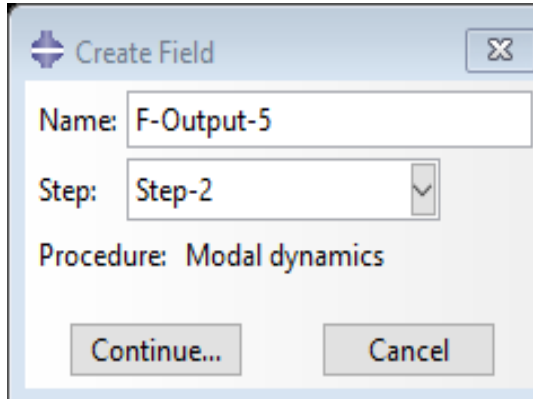 Create Field
Name: F-Output-5
Step: Step-2
Procedure: Modal dynamics
Continue... Cancel